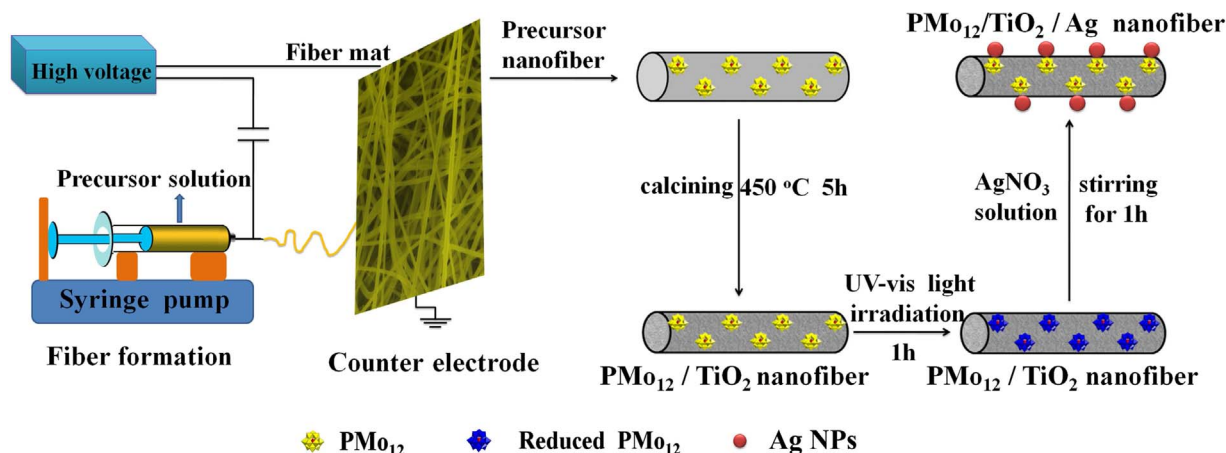 High voltage
Fiber mat
Precursor
nanofiber
PMo₁₂/TiO₂ / Ag nanofiber
Precursor solution
calcining 450 °C 5h
AgNO₃
solution
stirring
for 1h
Syringe pump
Fiber formation
Counter electrode
UV-vis light
irradiation
1h
PMo₁₂ / TiO₂ nanofiber
PMo₁₂ / TiO₂ nanofiber
PMo₁₂
Reduced PMo₁₂
Ag NPs